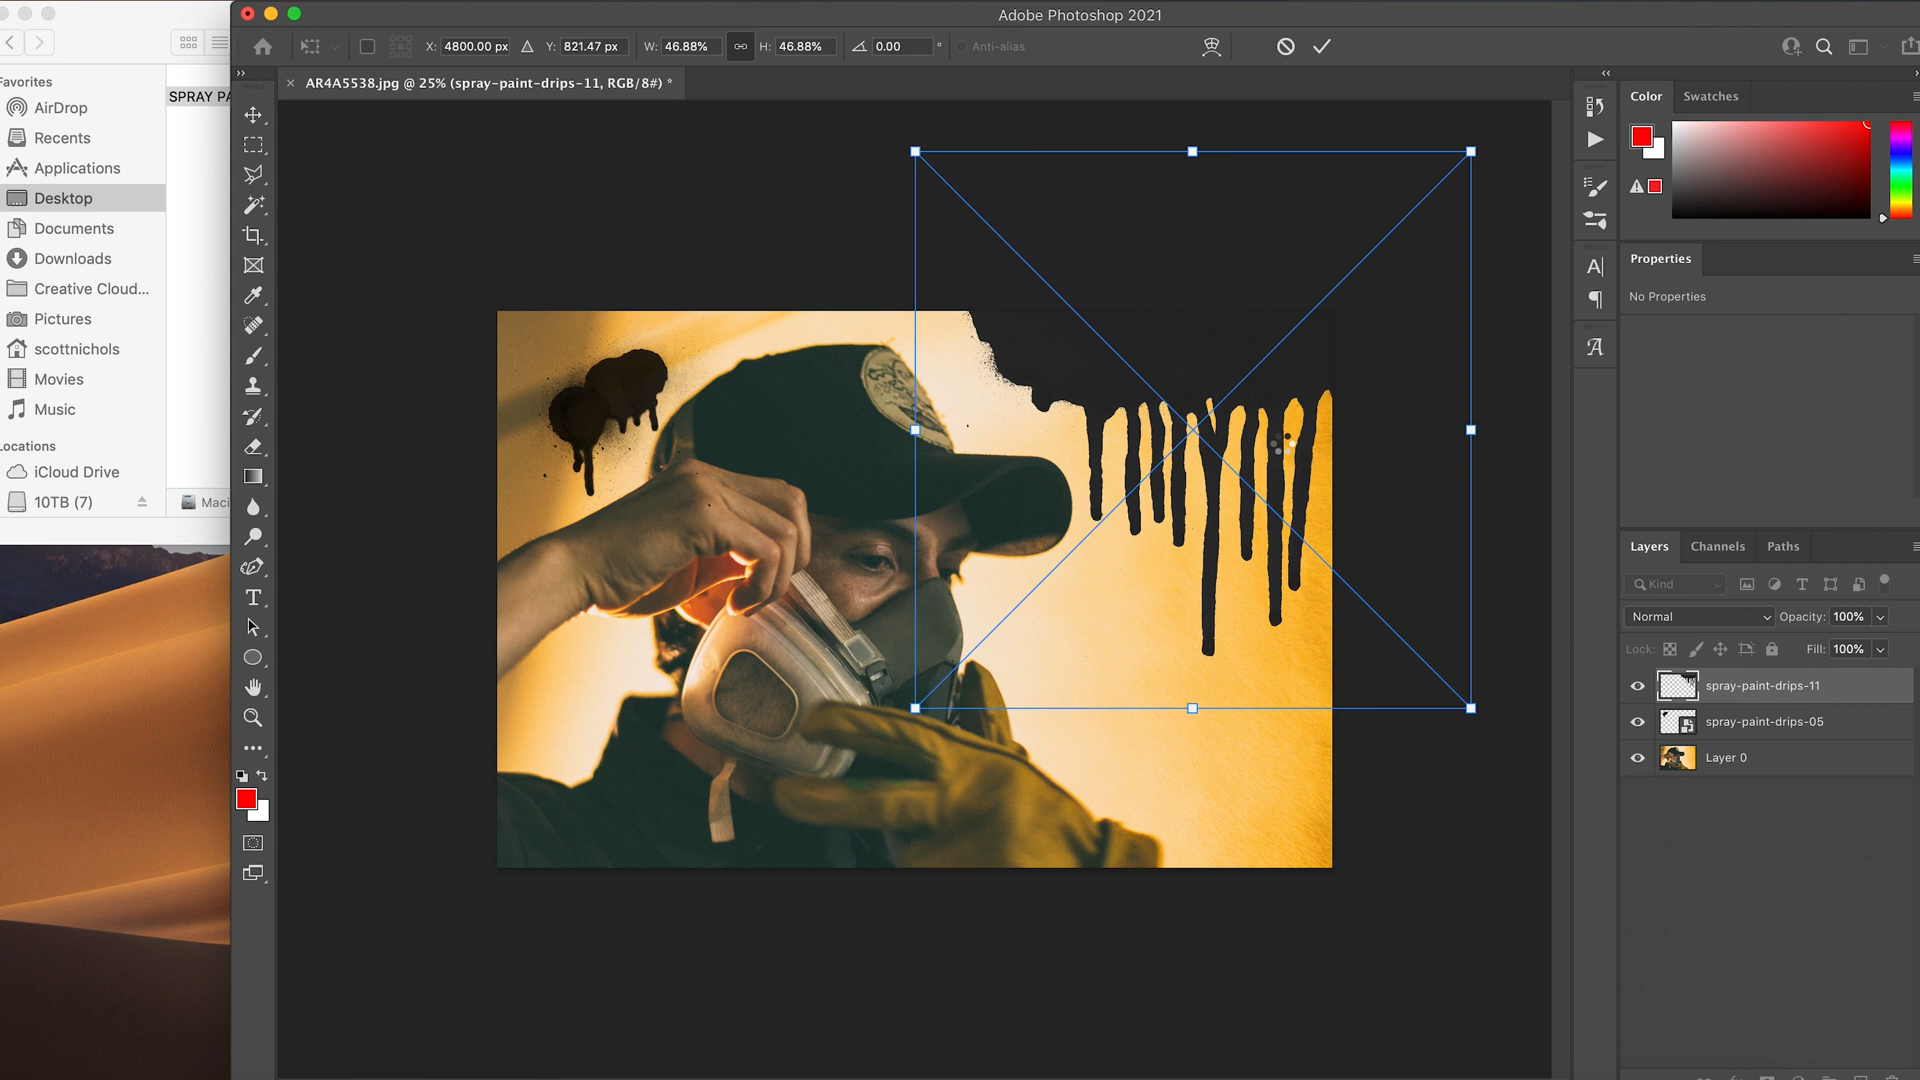 Adobe Photoshop 2021
X: 4800.00 px Y: 821.47 px W: 46.88% H: 46.88% 0.00 ° Anti-alias
AR4A5538.jpg @ 25% (spray-paint-drips-11, RGB/8#) *
Favorites
AirDrop
Recents
Applications
Desktop
Documents
Downloads
Creative Cloud...
Pictures
scottnichols
Movies
Music
Locations
iCloud Drive
10TB (7)
SPRAY PA
Maci
Color Swatches
Properties
No Properties
Layers Channels Paths
Kind
Normal Opacity: 100%
Lock: Fill: 100%
spray-paint-drips-11
spray-paint-drips-05
Layer 0